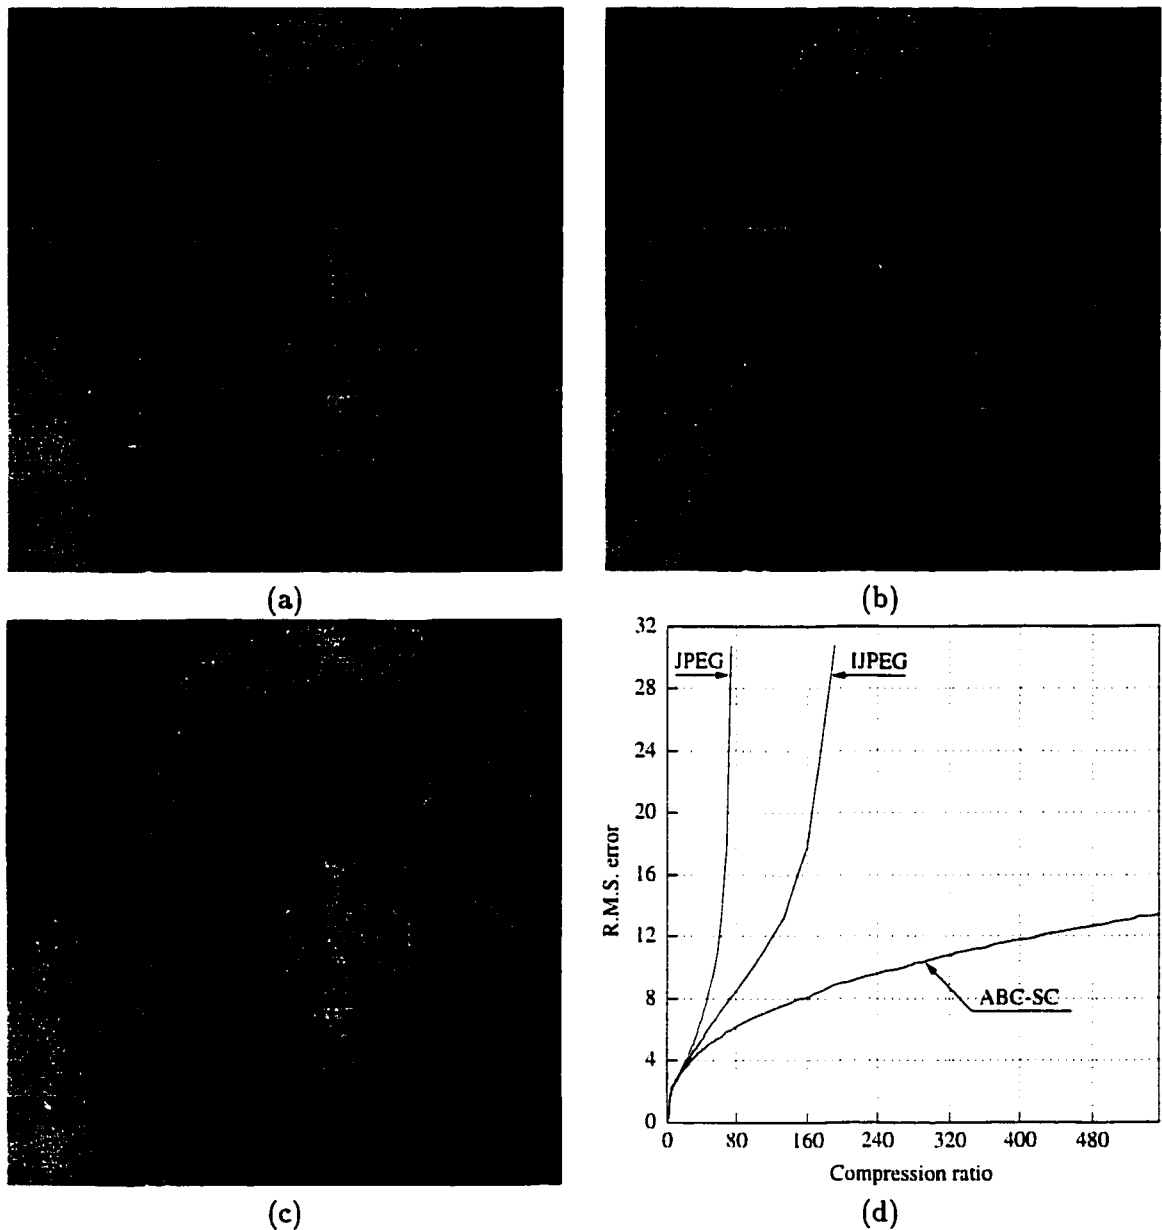 (a)
(b)
(c)
32
28
24
20
16
12
8
4
0
R.M.S. error
JPEG
IJPEG
ABC-SC
0 80 160 240 320 400 480
Compression ratio
(d)